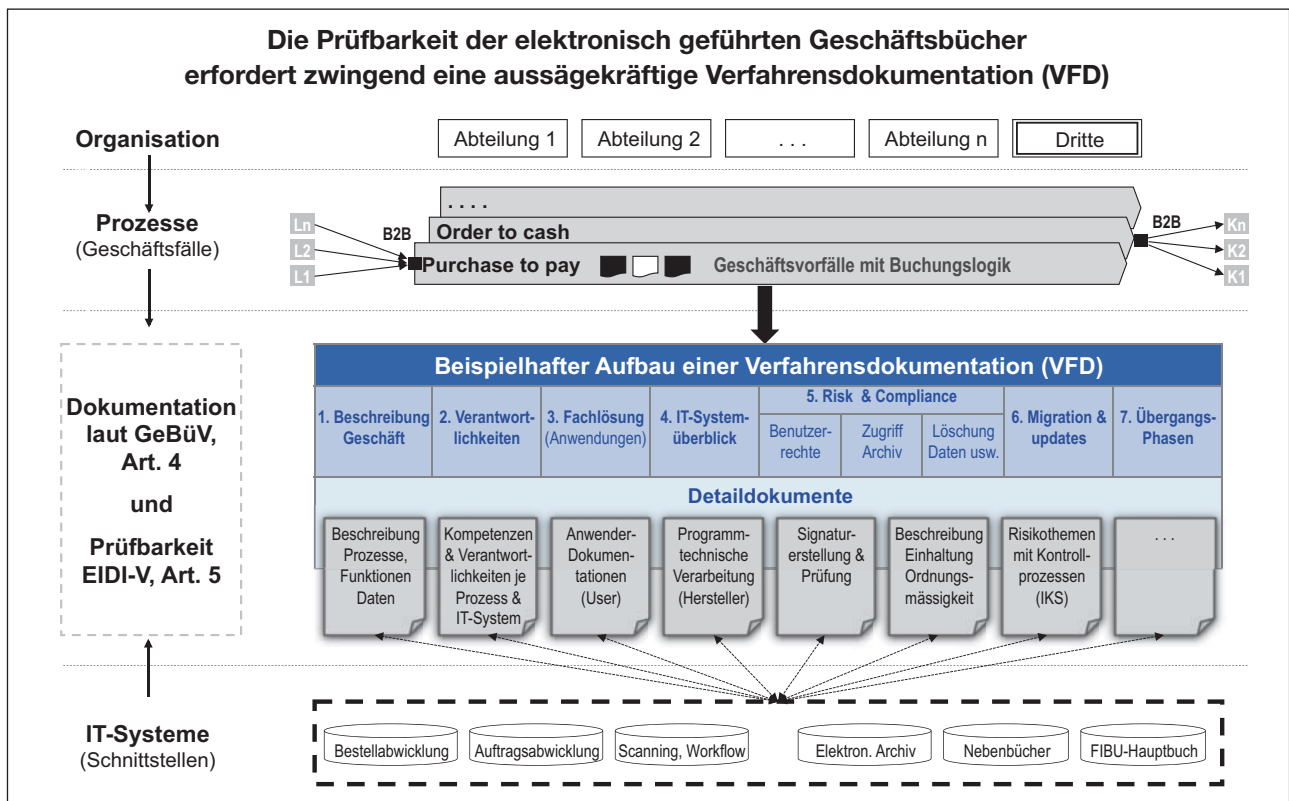 Die Prüfbarkeit der elektronisch geführten Geschäftsbücher
erfordert zwingend eine aussägekräftige Verfahrensdokumentation (VFD)
Organisation
Abteilung 1
Abteilung 2
. . .
Abteilung n
Dritte
Prozesse
(Geschäftsfälle)
Ln
L2
L1
B2B
. . . .
Order to cash
Purchase to pay
Geschäftsvorfälle mit Buchungslogik
B2B
Kn
K2
K1
Dokumentation
laut GeBüV,
Art. 4
und
Prüfbarkeit
EIDI-V, Art. 5
Beispielhafter Aufbau einer Verfahrensdokumentation (VFD)
1. Beschreibung
Geschäft
2. Verantwort-
lichkeiten
3. Fachlösung
(Anwendungen)
4. IT-System-
überblick
5. Risk & Compliance
Benutzer-
rechte
Zugriff
Archiv
Löschung
Daten usw.
6. Migration &
updates
7. Übergangs-
Phasen
Detaildokumente
Beschreibung
Prozesse,
Funktionen
Daten
Kompetenzen
& Verantwort-
lichkeiten je
Prozess &
IT-System
Anwender-
Dokumen-
tationen
(User)
Programm-
technische
Verarbeitung
(Hersteller)
Signatur-
erstellung &
Prüfung
Beschreibung
Einhaltung
Ordnungs-
mässigkeit
Risikothemen
mit Kontroll-
prozessen
(IKS)
. . .
IT-Systeme
(Schnittstellen)
Bestellabwicklung
Auftragsabwicklung
Scanning, Workflow
Elektron. Archiv
Nebenbücher
FIBU-Hauptbuch